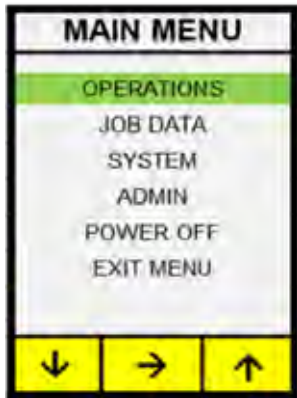 MAIN MENU
OPERATIONS
JOB DATA
SYSTEM
ADMIN
POWER OFF
EXIT MENU
↓ → ↑